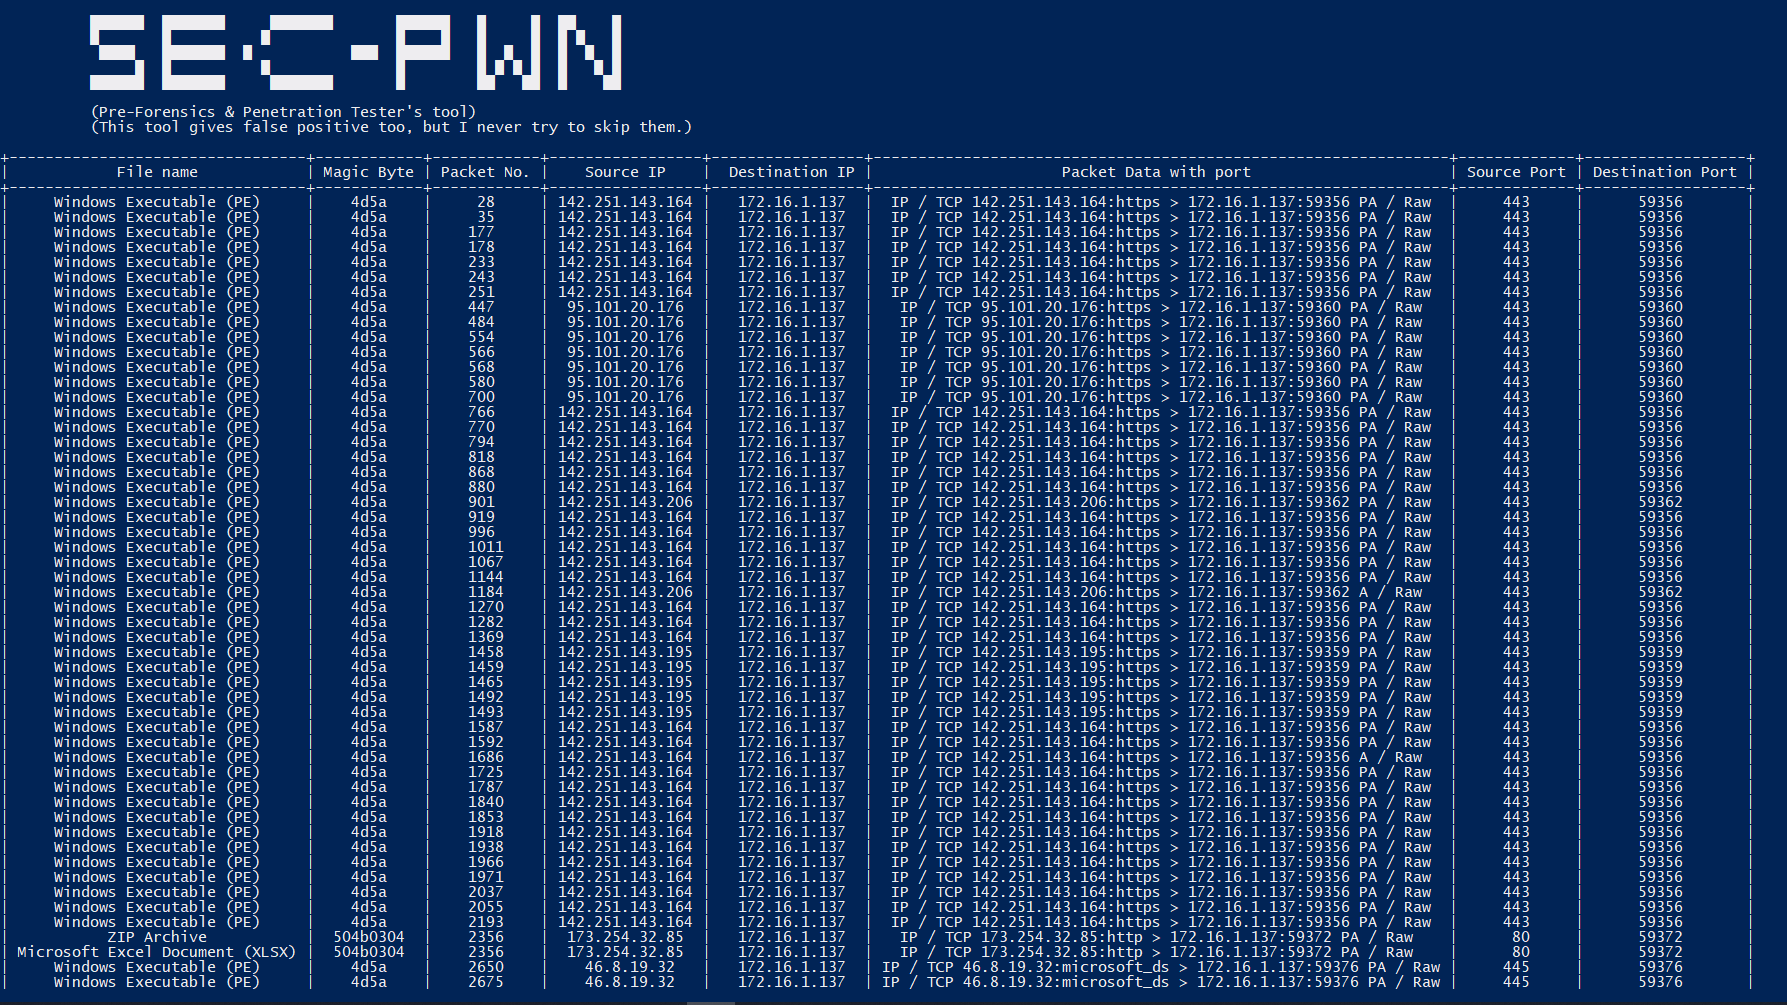 SEC-PWN
(Pre-Forensics & Penetration Tester's tool)
(This tool gives false positive too, but I never try to skip them.)
+---------------------------------+------------+------------+-----------------+-----------------+----------------------------------------------------------------+-------------+------------------+
| File name | Magic Byte | Packet No. | Source IP | Destination IP | Packet Data with port | Source Port | Destination Port |
+---------------------------------+------------+------------+-----------------+-----------------+----------------------------------------------------------------+-------------+------------------+
| Windows Executable (PE) | 4d5a | 28 | 142.251.143.164 | 172.16.1.137 | IP / TCP 142.251.143.164:https > 172.16.1.137:59356 PA / Raw | 443 | 59356 |
| Windows Executable (PE) | 4d5a | 35 | 142.251.143.164 | 172.16.1.137 | IP / TCP 142.251.143.164:https > 172.16.1.137:59356 PA / Raw | 443 | 59356 |
| Windows Executable (PE) | 4d5a | 177 | 142.251.143.164 | 172.16.1.137 | IP / TCP 142.251.143.164:https > 172.16.1.137:59356 PA / Raw | 443 | 59356 |
| Windows Executable (PE) | 4d5a | 178 | 142.251.143.164 | 172.16.1.137 | IP / TCP 142.251.143.164:https > 172.16.1.137:59356 PA / Raw | 443 | 59356 |
| Windows Executable (PE) | 4d5a | 233 | 142.251.143.164 | 172.16.1.137 | IP / TCP 142.251.143.164:https > 172.16.1.137:59356 PA / Raw | 443 | 59356 |
| Windows Executable (PE) | 4d5a | 243 | 142.251.143.164 | 172.16.1.137 | IP / TCP 142.251.143.164:https > 172.16.1.137:59356 PA / Raw | 443 | 59356 |
| Windows Executable (PE) | 4d5a | 251 | 142.251.143.164 | 172.16.1.137 | IP / TCP 142.251.143.164:https > 172.16.1.137:59356 PA / Raw | 443 | 59356 |
| Windows Executable (PE) | 4d5a | 447 | 95.101.20.176 | 172.16.1.137 | IP / TCP 95.101.20.176:https > 172.16.1.137:59360 PA / Raw | 443 | 59360 |
| Windows Executable (PE) | 4d5a | 484 | 95.101.20.176 | 172.16.1.137 | IP / TCP 95.101.20.176:https > 172.16.1.137:59360 PA / Raw | 443 | 59360 |
| Windows Executable (PE) | 4d5a | 554 | 95.101.20.176 | 172.16.1.137 | IP / TCP 95.101.20.176:https > 172.16.1.137:59360 PA / Raw | 443 | 59360 |
| Windows Executable (PE) | 4d5a | 566 | 95.101.20.176 | 172.16.1.137 | IP / TCP 95.101.20.176:https > 172.16.1.137:59360 PA / Raw | 443 | 59360 |
| Windows Executable (PE) | 4d5a | 568 | 95.101.20.176 | 172.16.1.137 | IP / TCP 95.101.20.176:https > 172.16.1.137:59360 PA / Raw | 443 | 59360 |
| Windows Executable (PE) | 4d5a | 580 | 95.101.20.176 | 172.16.1.137 | IP / TCP 95.101.20.176:https > 172.16.1.137:59360 PA / Raw | 443 | 59360 |
| Windows Executable (PE) | 4d5a | 700 | 95.101.20.176 | 172.16.1.137 | IP / TCP 95.101.20.176:https > 172.16.1.137:59360 PA / Raw | 443 | 59360 |
| Windows Executable (PE) | 4d5a | 766 | 142.251.143.164 | 172.16.1.137 | IP / TCP 142.251.143.164:https > 172.16.1.137:59356 PA / Raw | 443 | 59356 |
| Windows Executable (PE) | 4d5a | 770 | 142.251.143.164 | 172.16.1.137 | IP / TCP 142.251.143.164:https > 172.16.1.137:59356 PA / Raw | 443 | 59356 |
| Windows Executable (PE) | 4d5a | 794 | 142.251.143.164 | 172.16.1.137 | IP / TCP 142.251.143.164:https > 172.16.1.137:59356 PA / Raw | 443 | 59356 |
| Windows Executable (PE) | 4d5a | 818 | 142.251.143.164 | 172.16.1.137 | IP / TCP 142.251.143.164:https > 172.16.1.137:59356 PA / Raw | 443 | 59356 |
| Windows Executable (PE) | 4d5a | 868 | 142.251.143.164 | 172.16.1.137 | IP / TCP 142.251.143.164:https > 172.16.1.137:59356 PA / Raw | 443 | 59356 |
| Windows Executable (PE) | 4d5a | 880 | 142.251.143.164 | 172.16.1.137 | IP / TCP 142.251.143.164:https > 172.16.1.137:59356 PA / Raw | 443 | 59356 |
| Windows Executable (PE) | 4d5a | 901 | 142.251.143.206 | 172.16.1.137 | IP / TCP 142.251.143.206:https > 172.16.1.137:59362 PA / Raw | 443 | 59362 |
| Windows Executable (PE) | 4d5a | 919 | 142.251.143.164 | 172.16.1.137 | IP / TCP 142.251.143.164:https > 172.16.1.137:59356 PA / Raw | 443 | 59356 |
| Windows Executable (PE) | 4d5a | 996 | 142.251.143.164 | 172.16.1.137 | IP / TCP 142.251.143.164:https > 172.16.1.137:59356 PA / Raw | 443 | 59356 |
| Windows Executable (PE) | 4d5a | 1011 | 142.251.143.164 | 172.16.1.137 | IP / TCP 142.251.143.164:https > 172.16.1.137:59356 PA / Raw | 443 | 59356 |
| Windows Executable (PE) | 4d5a | 1067 | 142.251.143.164 | 172.16.1.137 | IP / TCP 142.251.143.164:https > 172.16.1.137:59356 PA / Raw | 443 | 59356 |
| Windows Executable (PE) | 4d5a | 1144 | 142.251.143.164 | 172.16.1.137 | IP / TCP 142.251.143.164:https > 172.16.1.137:59356 PA / Raw | 443 | 59356 |
| Windows Executable (PE) | 4d5a | 1184 | 142.251.143.206 | 172.16.1.137 | IP / TCP 142.251.143.206:https > 172.16.1.137:59362 A / Raw | 443 | 59362 |
| Windows Executable (PE) | 4d5a | 1270 | 142.251.143.164 | 172.16.1.137 | IP / TCP 142.251.143.164:https > 172.16.1.137:59356 PA / Raw | 443 | 59356 |
| Windows Executable (PE) | 4d5a | 1282 | 142.251.143.164 | 172.16.1.137 | IP / TCP 142.251.143.164:https > 172.16.1.137:59356 PA / Raw | 443 | 59356 |
| Windows Executable (PE) | 4d5a | 1369 | 142.251.143.164 | 172.16.1.137 | IP / TCP 142.251.143.164:https > 172.16.1.137:59356 PA / Raw | 443 | 59356 |
| Windows Executable (PE) | 4d5a | 1458 | 142.251.143.195 | 172.16.1.137 | IP / TCP 142.251.143.195:https > 172.16.1.137:59359 PA / Raw | 443 | 59359 |
| Windows Executable (PE) | 4d5a | 1459 | 142.251.143.195 | 172.16.1.137 | IP / TCP 142.251.143.195:https > 172.16.1.137:59359 PA / Raw | 443 | 59359 |
| Windows Executable (PE) | 4d5a | 1465 | 142.251.143.195 | 172.16.1.137 | IP / TCP 142.251.143.195:https > 172.16.1.137:59359 PA / Raw | 443 | 59359 |
| Windows Executable (PE) | 4d5a | 1492 | 142.251.143.195 | 172.16.1.137 | IP / TCP 142.251.143.195:https > 172.16.1.137:59359 PA / Raw | 443 | 59359 |
| Windows Executable (PE) | 4d5a | 1493 | 142.251.143.195 | 172.16.1.137 | IP / TCP 142.251.143.195:https > 172.16.1.137:59359 PA / Raw | 443 | 59359 |
| Windows Executable (PE) | 4d5a | 1587 | 142.251.143.164 | 172.16.1.137 | IP / TCP 142.251.143.164:https > 172.16.1.137:59356 PA / Raw | 443 | 59356 |
| Windows Executable (PE) | 4d5a | 1592 | 142.251.143.164 | 172.16.1.137 | IP / TCP 142.251.143.164:https > 172.16.1.137:59356 PA / Raw | 443 | 59356 |
| Windows Executable (PE) | 4d5a | 1686 | 142.251.143.164 | 172.16.1.137 | IP / TCP 142.251.143.164:https > 172.16.1.137:59356 A / Raw | 443 | 59356 |
| Windows Executable (PE) | 4d5a | 1725 | 142.251.143.164 | 172.16.1.137 | IP / TCP 142.251.143.164:https > 172.16.1.137:59356 PA / Raw | 443 | 59356 |
| Windows Executable (PE) | 4d5a | 1787 | 142.251.143.164 | 172.16.1.137 | IP / TCP 142.251.143.164:https > 172.16.1.137:59356 PA / Raw | 443 | 59356 |
| Windows Executable (PE) | 4d5a | 1840 | 142.251.143.164 | 172.16.1.137 | IP / TCP 142.251.143.164:https > 172.16.1.137:59356 PA / Raw | 443 | 59356 |
| Windows Executable (PE) | 4d5a | 1853 | 142.251.143.164 | 172.16.1.137 | IP / TCP 142.251.143.164:https > 172.16.1.137:59356 PA / Raw | 443 | 59356 |
| Windows Executable (PE) | 4d5a | 1918 | 142.251.143.164 | 172.16.1.137 | IP / TCP 142.251.143.164:https > 172.16.1.137:59356 PA / Raw | 443 | 59356 |
| Windows Executable (PE) | 4d5a | 1938 | 142.251.143.164 | 172.16.1.137 | IP / TCP 142.251.143.164:https > 172.16.1.137:59356 PA / Raw | 443 | 59356 |
| Windows Executable (PE) | 4d5a | 1966 | 142.251.143.164 | 172.16.1.137 | IP / TCP 142.251.143.164:https > 172.16.1.137:59356 PA / Raw | 443 | 59356 |
| Windows Executable (PE) | 4d5a | 1971 | 142.251.143.164 | 172.16.1.137 | IP / TCP 142.251.143.164:https > 172.16.1.137:59356 PA / Raw | 443 | 59356 |
| Windows Executable (PE) | 4d5a | 2037 | 142.251.143.164 | 172.16.1.137 | IP / TCP 142.251.143.164:https > 172.16.1.137:59356 PA / Raw | 443 | 59356 |
| Windows Executable (PE) | 4d5a | 2055 | 142.251.143.164 | 172.16.1.137 | IP / TCP 142.251.143.164:https > 172.16.1.137:59356 PA / Raw | 443 | 59356 |
| Windows Executable (PE) | 4d5a | 2193 | 142.251.143.164 | 172.16.1.137 | IP / TCP 142.251.143.164:https > 172.16.1.137:59356 PA / Raw | 443 | 59356 |
| ZIP Archive | 504b0304 | 2356 | 173.254.32.85 | 172.16.1.137 | IP / TCP 173.254.32.85:http > 172.16.1.137:59372 PA / Raw | 80 | 59372 |
| Microsoft Excel Document (XLSX) | 504b0304 | 2356 | 173.254.32.85 | 172.16.1.137 | IP / TCP 173.254.32.85:http > 172.16.1.137:59372 PA / Raw | 80 | 59372 |
| Windows Executable (PE) | 4d5a | 2650 | 46.8.19.32 | 172.16.1.137 | IP / TCP 46.8.19.32:microsoft_ds > 172.16.1.137:59376 PA / Raw | 445 | 59376 |
| Windows Executable (PE) | 4d5a | 2675 | 46.8.19.32 | 172.16.1.137 | IP / TCP 46.8.19.32:microsoft_ds > 172.16.1.137:59376 PA / Raw | 445 | 59376 |